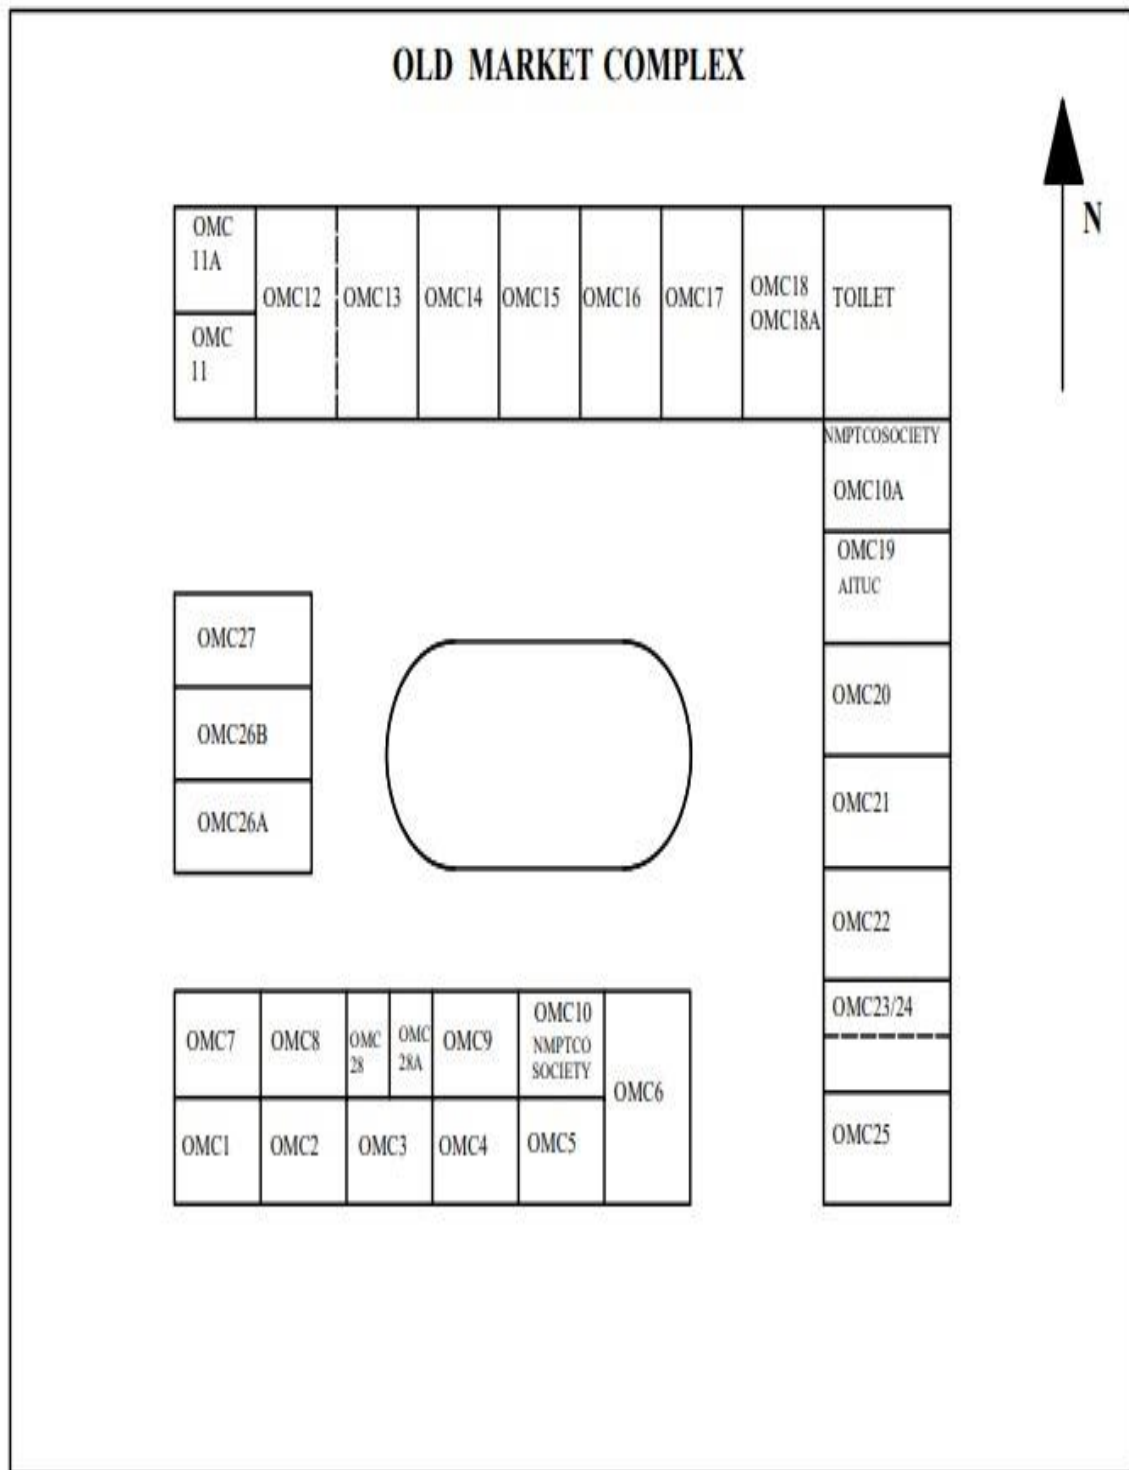 OLD MARKET COMPLEX
N
OMC
11A
OMC
11
OMC12
OMC13
OMC14
OMC15
OMC16
OMC17
OMC18
OMC18A
TOILET
NMPTCOSOCIETY
OMC10A
OMC19
AITUC
OMC20
OMC21
OMC22
OMC23/24
OMC25
OMC27
OMC26B
OMC26A
OMC7
OMC8
OMC
28
OMC
28A
OMC9
OMC10
NMPTCO
SOCIETY
OMC6
OMC1
OMC2
OMC3
OMC4
OMC5